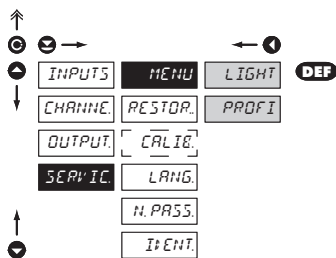 INPUTS MENU LIGHT DEF
CHANNE. RESTOR.. PROFI
OUTPUT. CALIB.
SERVIC. LANG.
N. PASS.
IDENT.